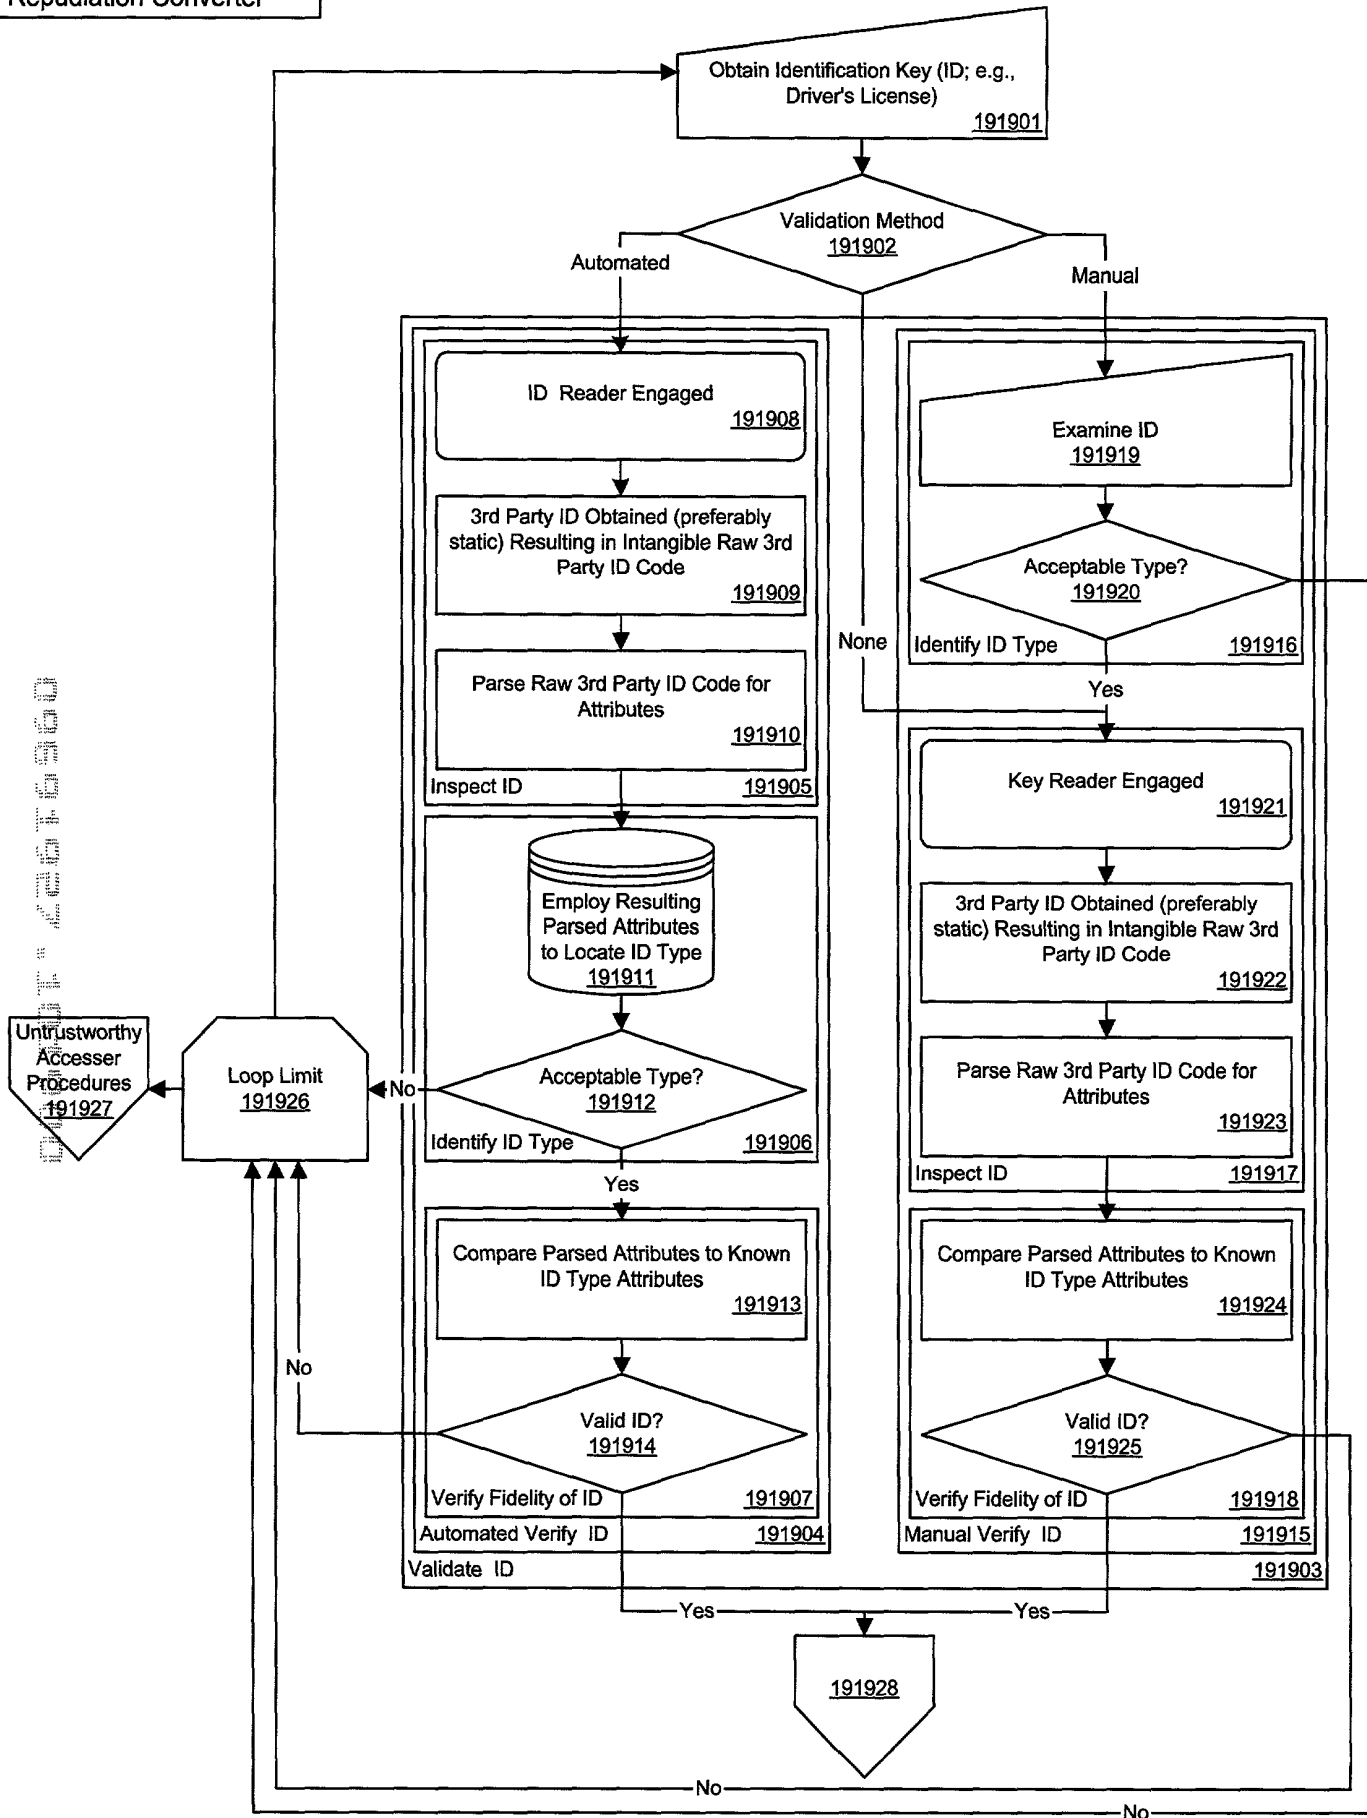 Repudiation Converter
Obtain Identification Key (ID; e.g.,
Driver's License)
191901
Validation Method
191902
Automated
Manual
ID Reader Engaged
191908
3rd Party ID Obtained (preferably
static) Resulting in Intangible Raw 3rd
Party ID Code
191909
Parse Raw 3rd Party ID Code for
Attributes
191910
Inspect ID
191905
Employ Resulting
Parsed Attributes
to Locate ID Type
191911
Acceptable Type?
191912
Identify ID Type
191906
No
Yes
Compare Parsed Attributes to Known
ID Type Attributes
191913
Valid ID?
191914
No
Verify Fidelity of ID
191907
Automated Verify ID
191904
Validate ID
191903
None
Examine ID
191919
Acceptable Type?
191920
Identify ID Type
191916
Yes
Key Reader Engaged
191921
3rd Party ID Obtained (preferably
static) Resulting in Intangible Raw 3rd
Party ID Code
191922
Parse Raw 3rd Party ID Code for
Attributes
191923
Inspect ID
191917
Compare Parsed Attributes to Known
ID Type Attributes
191924
Valid ID?
191925
Verify Fidelity of ID
191918
Manual Verify ID
191915
Untrustworthy
Accesser
Procedures
191927
Loop Limit
191926
Yes
Yes
191928
No
No